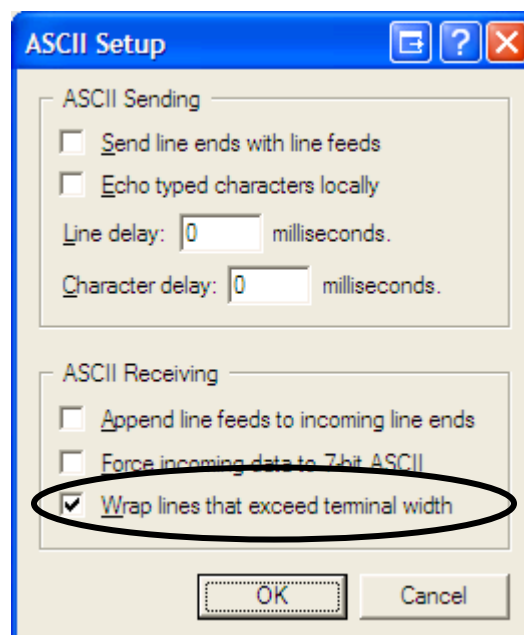 ASCII Setup
ASCII Sending
Send line ends with line feeds
Echo typed characters locally
Line delay: 0 milliseconds.
Character delay: 0 milliseconds.
ASCII Receiving
Append line feeds to incoming line ends
Force incoming data to 7-bit ASCII
Wrap lines that exceed terminal width
OK Cancel